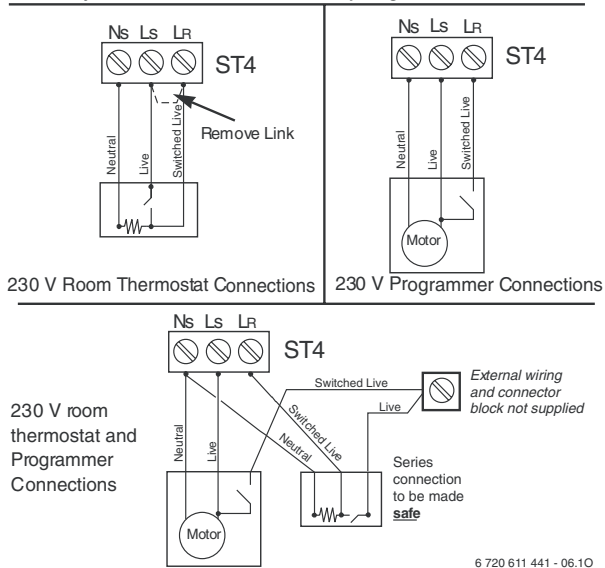 Ns Ls LR
ST4
Remove Link
Neutral
Live
Switched Live
230 V Room Thermostat Connections
Ns Ls LR
ST4
Neutral
Live
Switched Live
Motor
230 V Programmer Connections
Ns Ls LR
ST4
230 V room
thermostat and
Programmer
Connections
Neutral
Live
Switched Live
Neutral
Switched Live
Live
Motor
External wiring
and connector
block not supplied
Series
connection
to be made
safe
6 720 611 441 - 06.1O